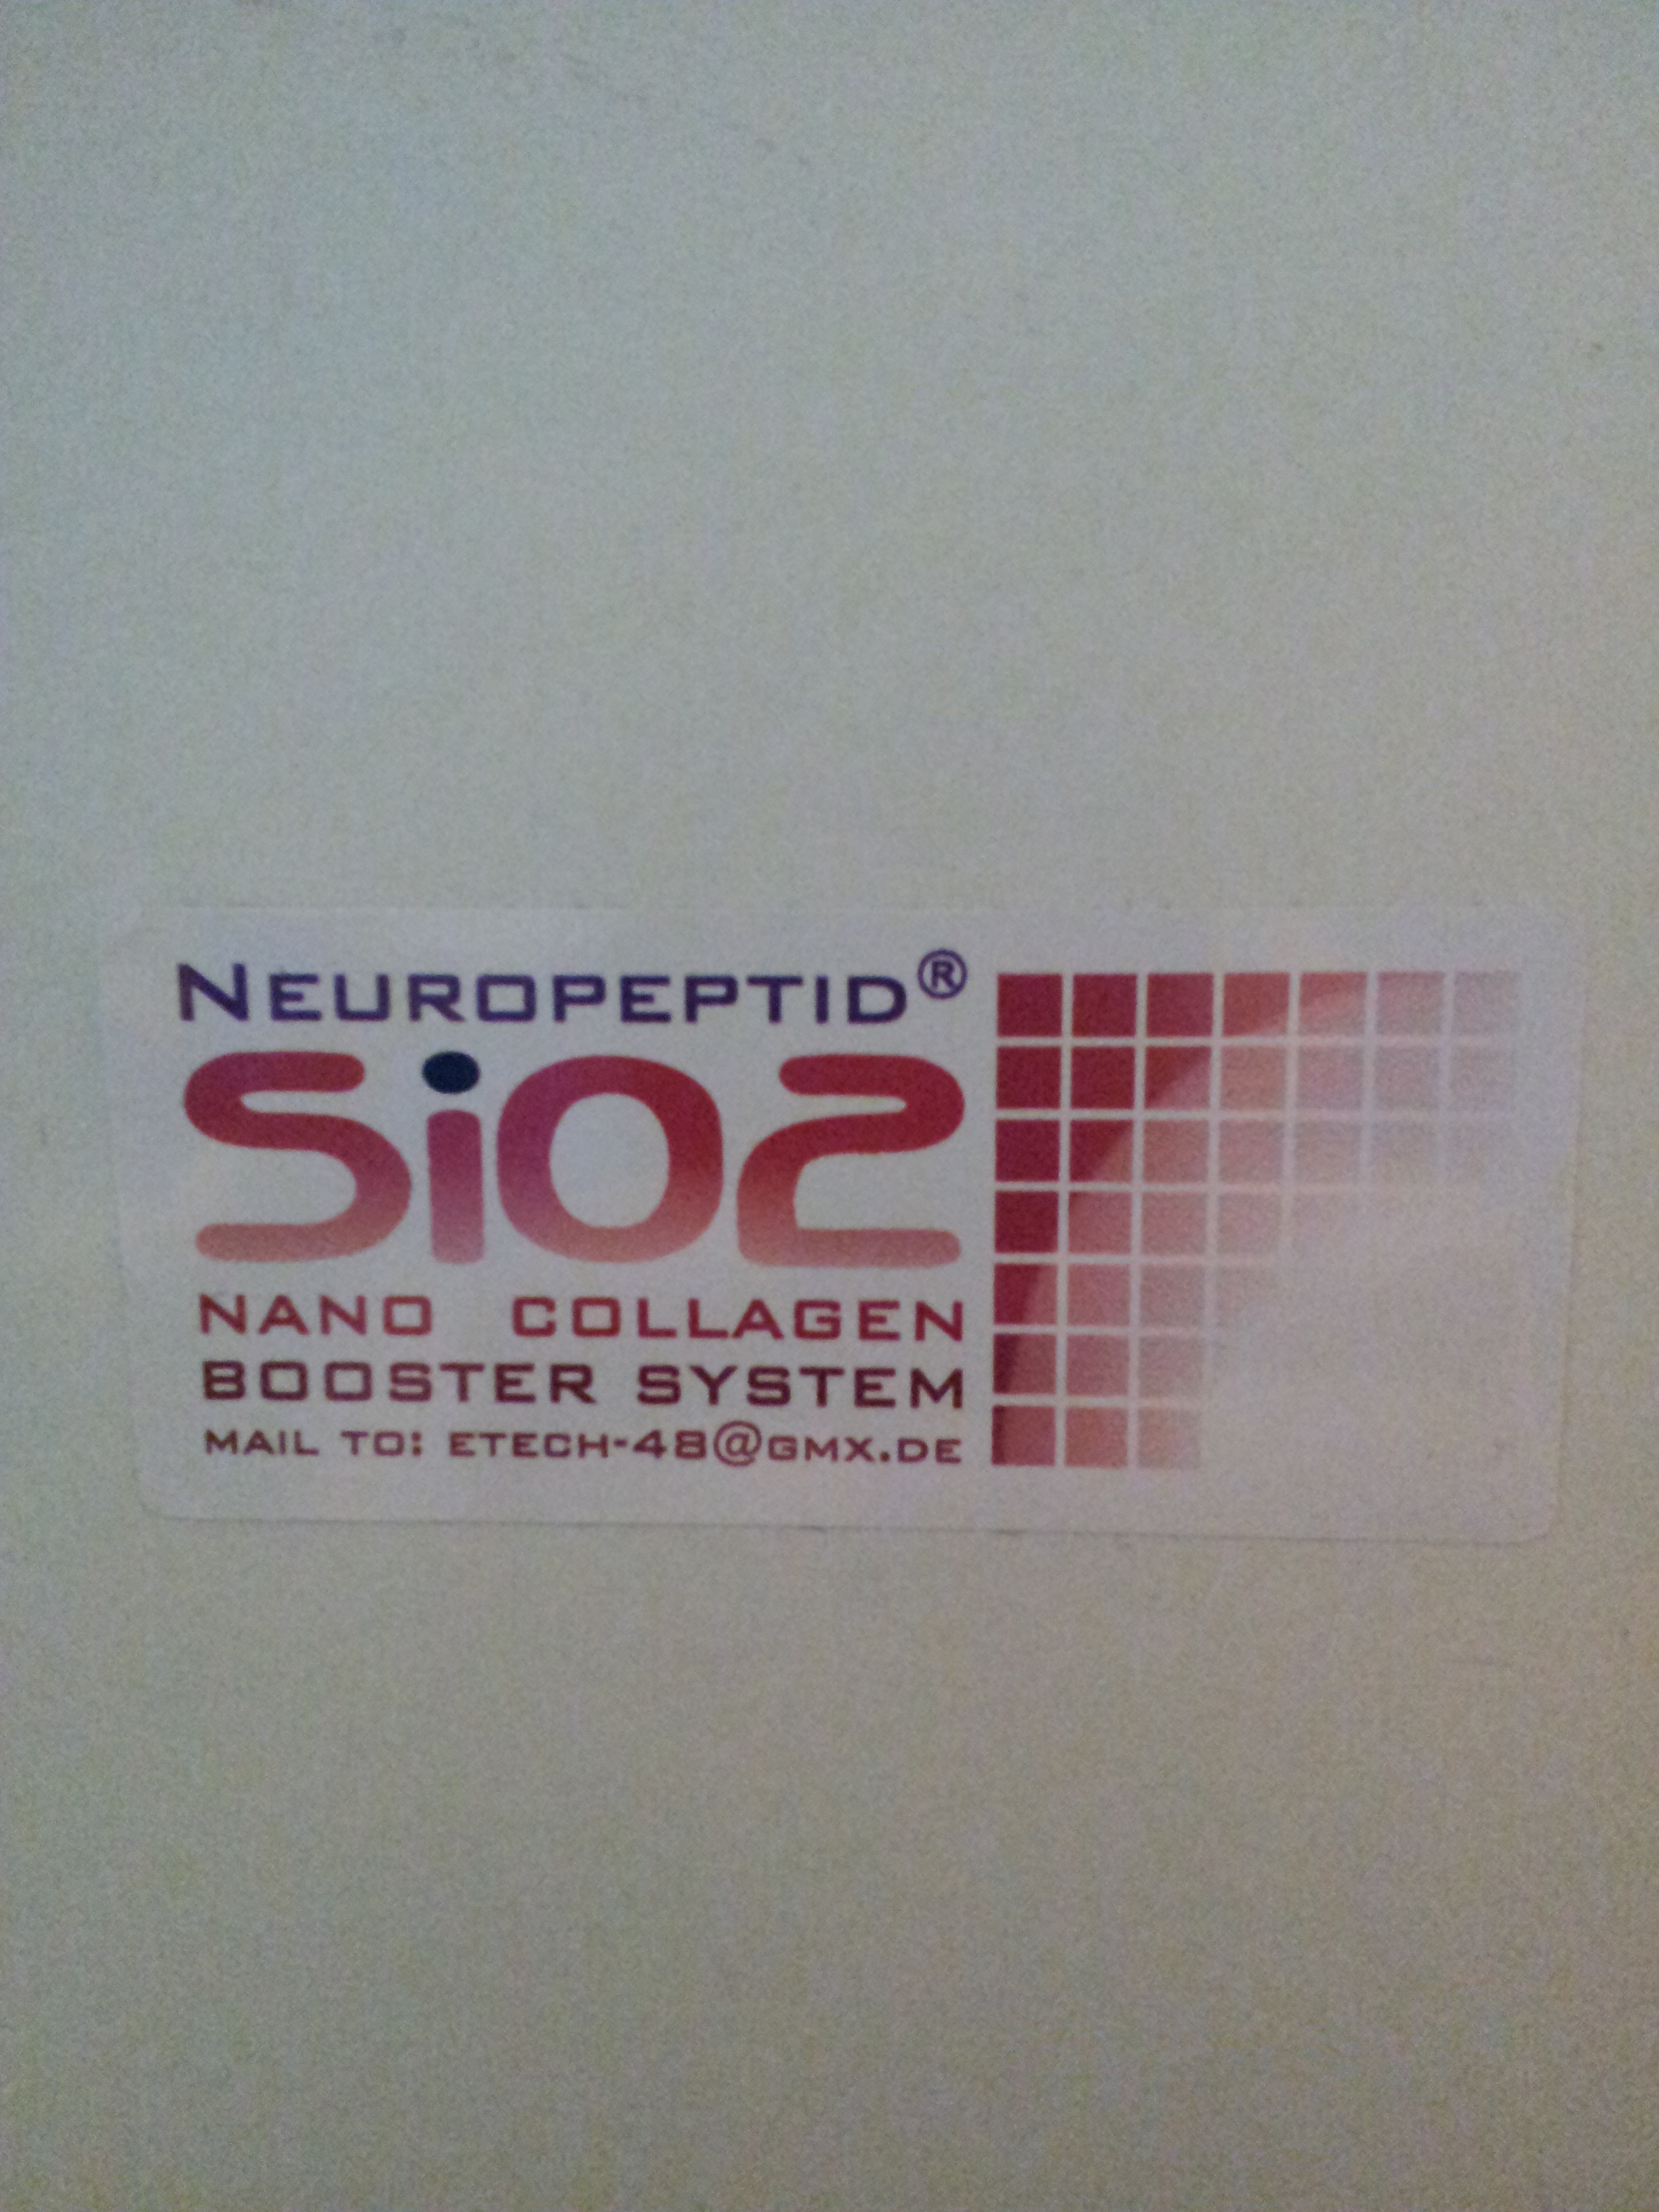 NEUROPEPTID®
SiO2
NANO COLLAGEN
BOOSTER SYSTEM
MAIL TO: ETECH-48@GMX.DE